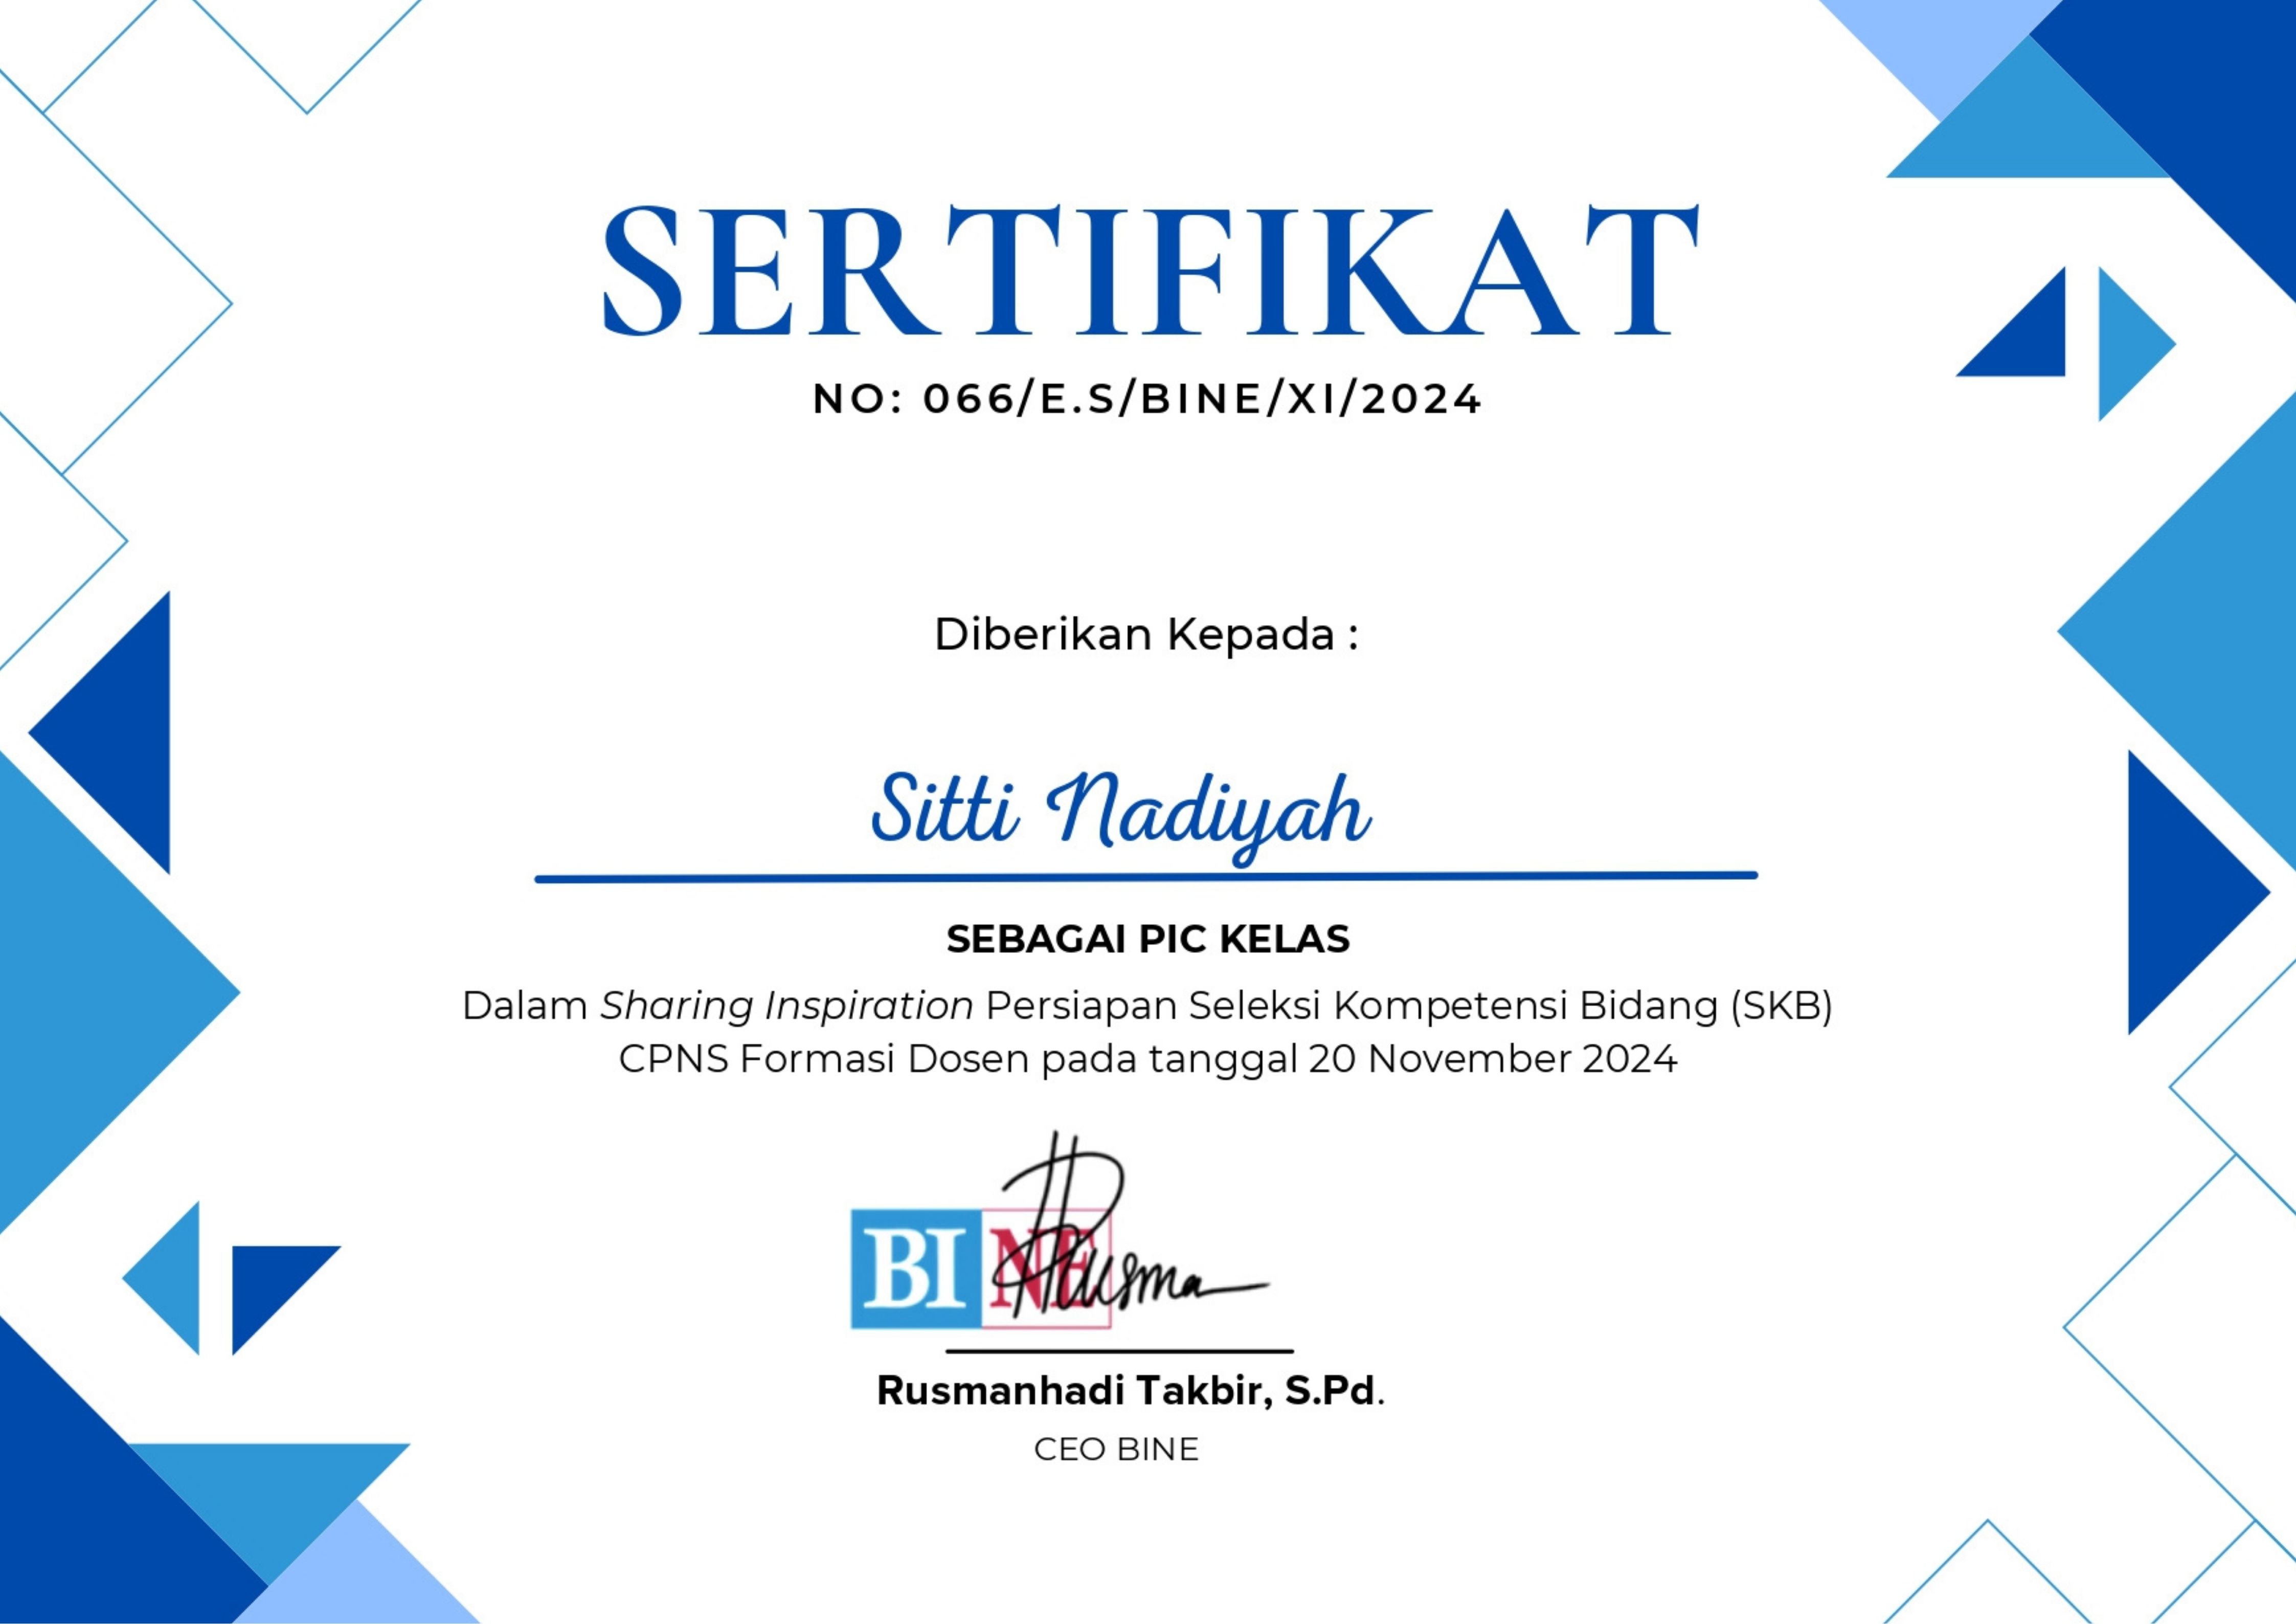 SERTIFIKAT
NO: 066/E.S/BINE/XI/2024
Diberikan Kepada :
Sitti Nadiyah
SEBAGAI PIC KELAS
Dalam Sharing Inspiration Persiapan Seleksi Kompetensi Bidang (SKB)
CPNS Formasi Dosen pada tanggal 20 November 2024
BINE
Rusmanhadi Takbir, S.Pd.
CEO BINE